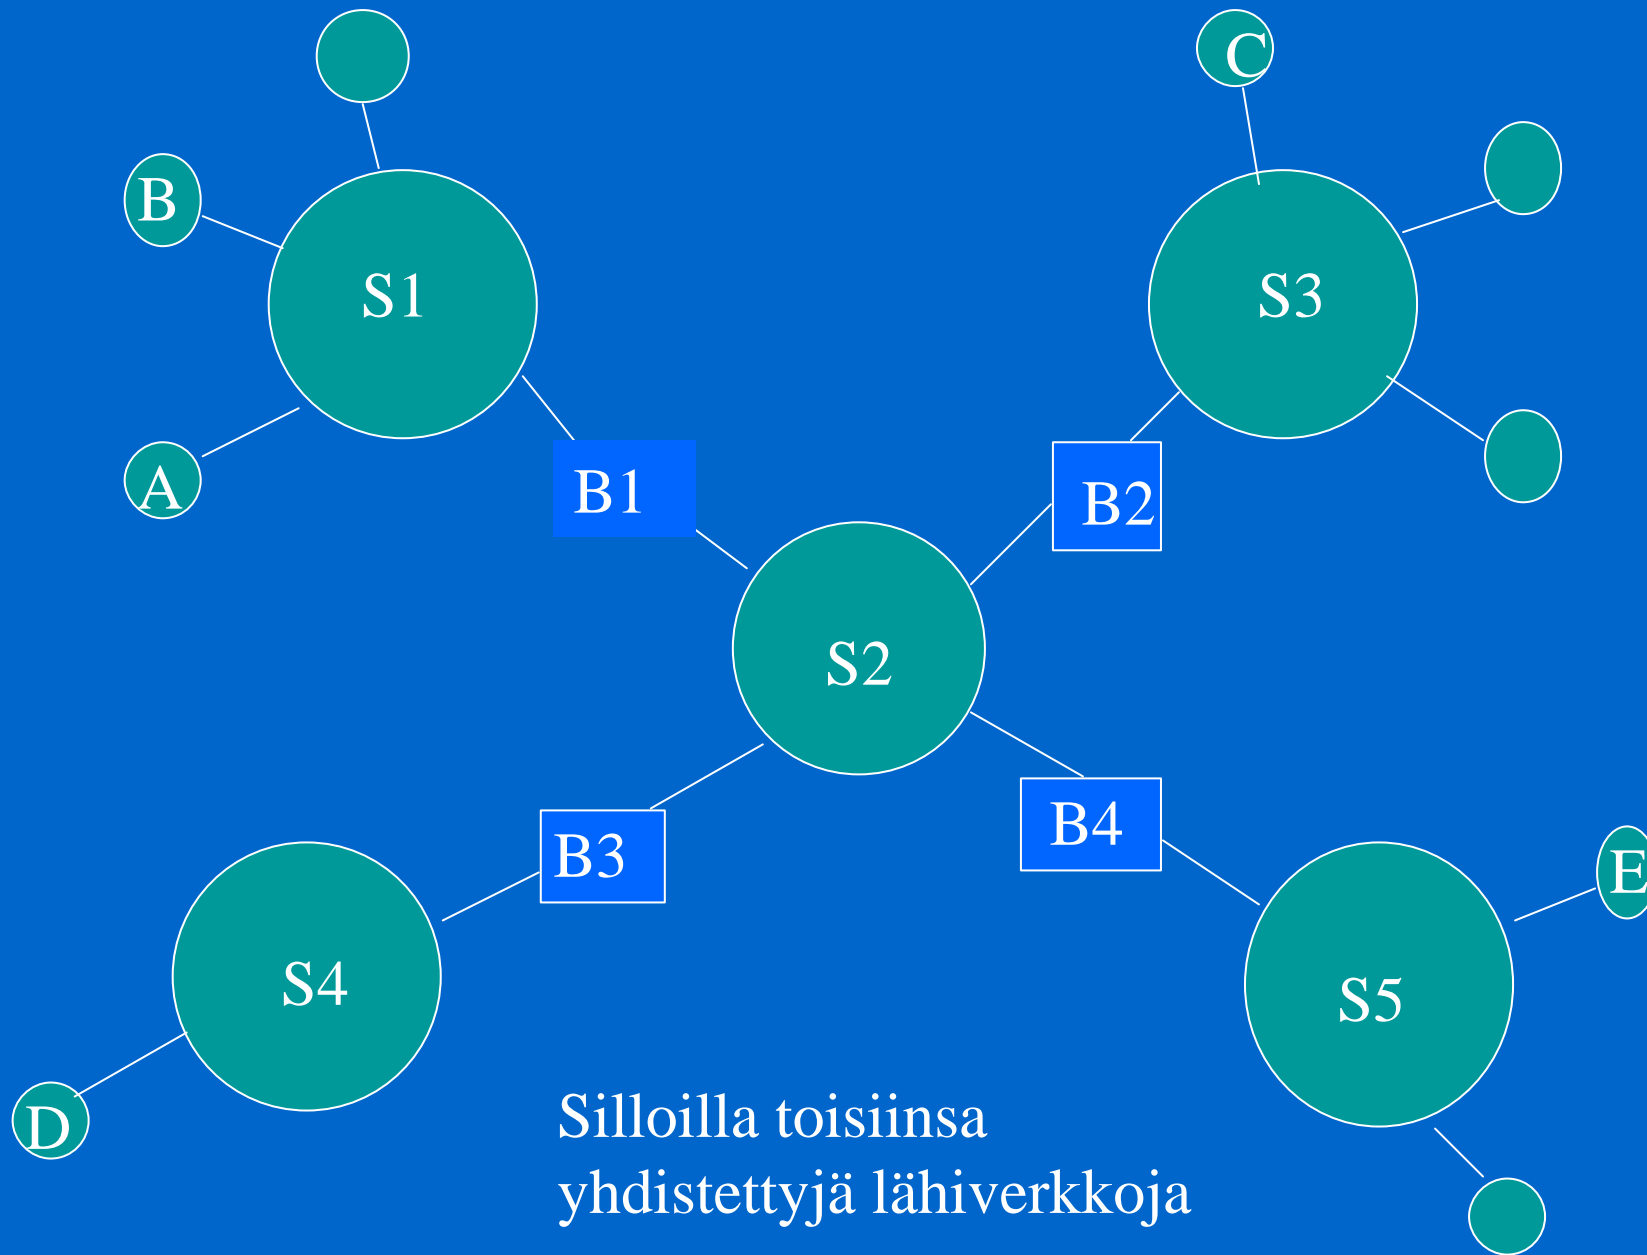 C
B
S1
S3
A
B1
B2
S2
B4
B3
E
S4
S5
D
Silloilla toisiinsa
yhdistettyjä lähiverkkoja